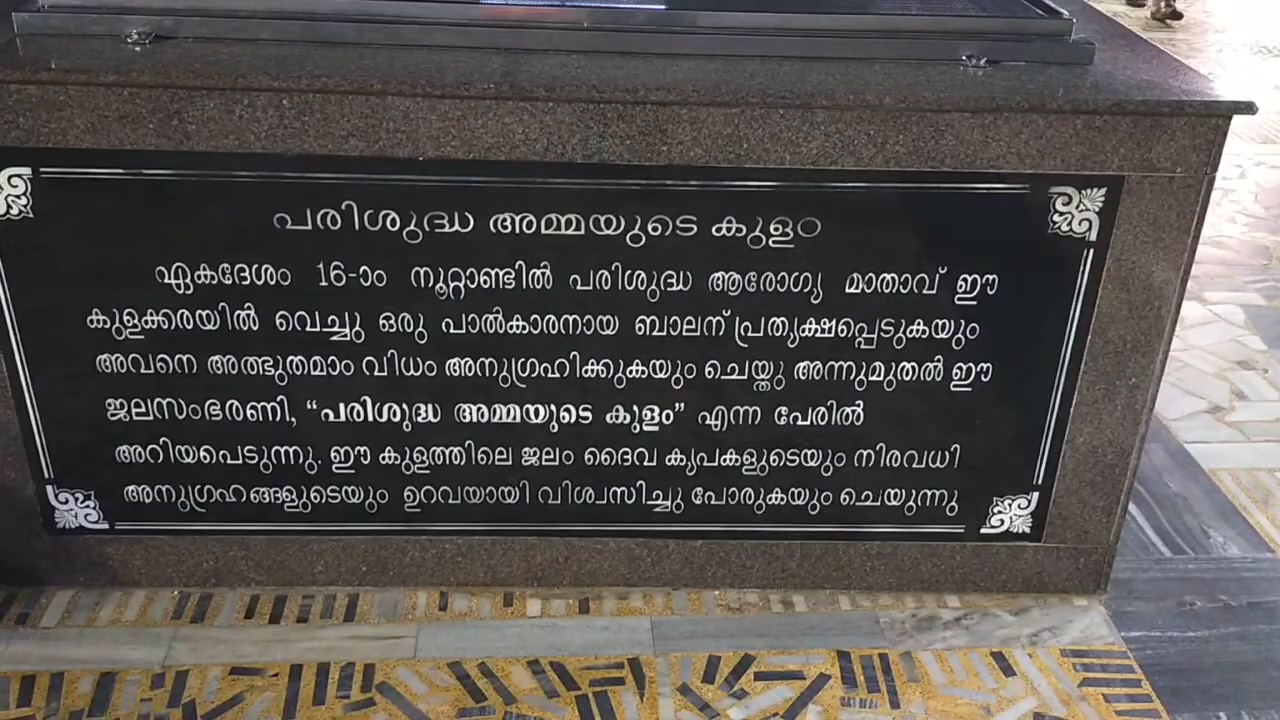 പരിശുദ്ധ അമ്മയുടെ കുളം
ഏകദേശം 16-ാം നൂറ്റാണ്ടിൽ പരിശുദ്ധ ആരോഗ്യ മാതാവ് ഈ
കുളക്കരയിൽ വെച്ചു ഒരു പാൽകാരനായ ബാലന് പ്രത്യക്ഷപ്പെടുകയും
അവനെ അത്ഭുതമാം വിധം അനുഗ്രഹിക്കുകയും ചെയ്തു അന്നുമുതൽ ഈ
ജലസംഭരണി, “പരിശുദ്ധ അമ്മയുടെ കുളം” എന്ന പേരിൽ
അറിയപെടുന്നു. ഈ കുളത്തിലെ ജലം ദൈവ ക്യപകളുടെയും നിരവധി
അനുഗ്രഹങ്ങളുടെയും ഉറവയായി വിശ്വസിച്ചു പോരുകയും ചെയുന്നു